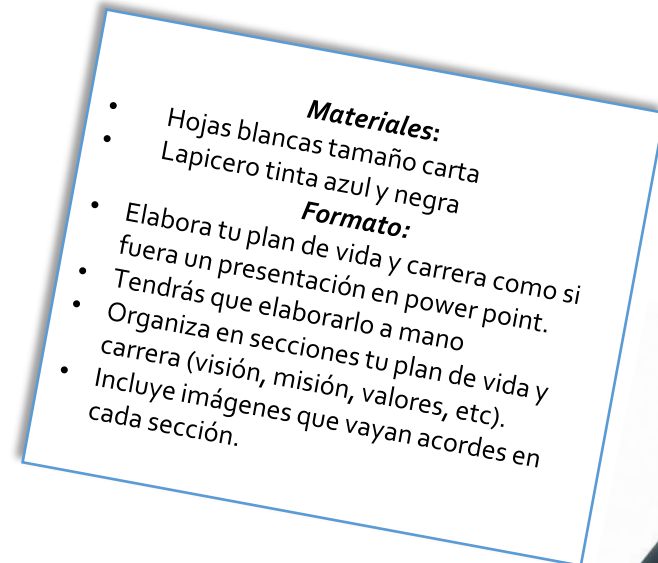 Materiales:
• Hojas blancas tamaño carta
• Lapicero tinta azul y negra
Formato:
• Elabora tu plan de vida y carrera como si
fuera un presentación en power point.
• Tendrás que elaborarlo a mano
• Organiza en secciones tu plan de vida y
carrera (visión, misión, valores, etc).
• Incluye imágenes que vayan acordes en
cada sección.